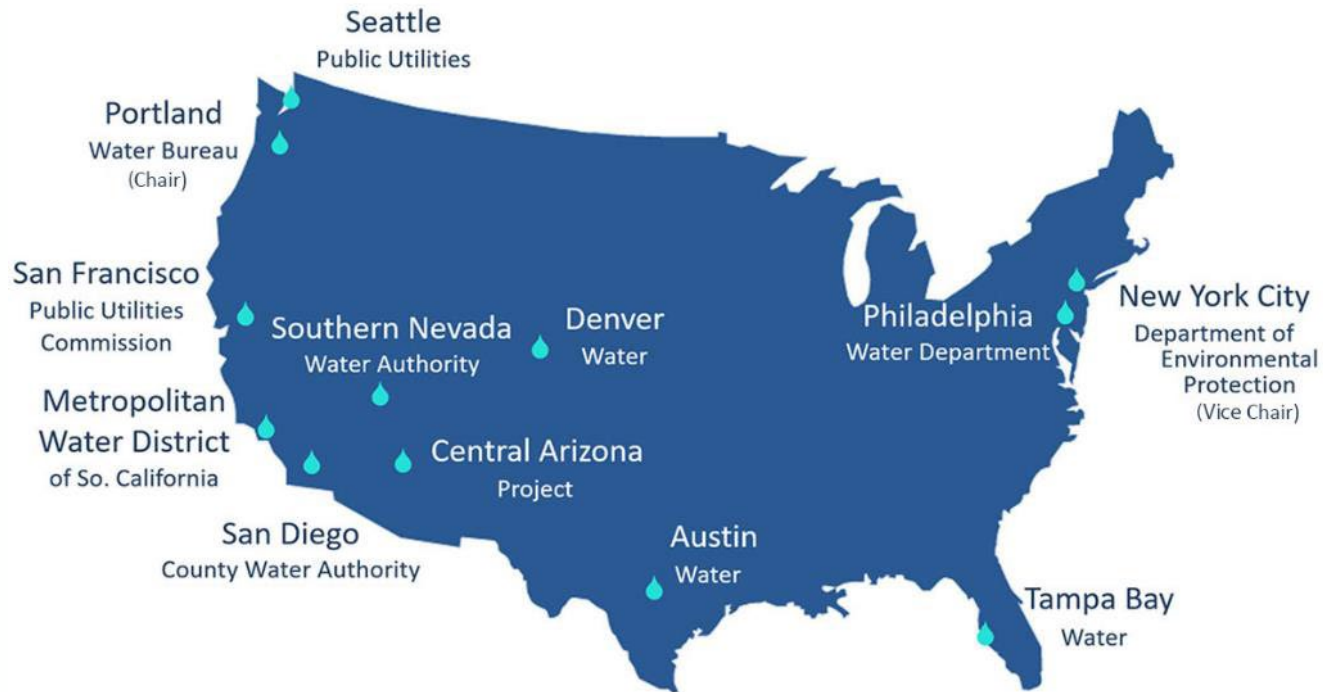 Seattle
Public Utilities
Portland
Water Bureau
(Chair)
San Francisco
Public Utilities
Commission
Southern Nevada
Water Authority
Denver
Water
Philadelphia
Water Department
New York City
Department of
Environmental
Protection
(Vice Chair)
Metropolitan
Water District
of So. California
Central Arizona
Project
San Diego
County Water Authority
Austin
Water
Tampa Bay
Water